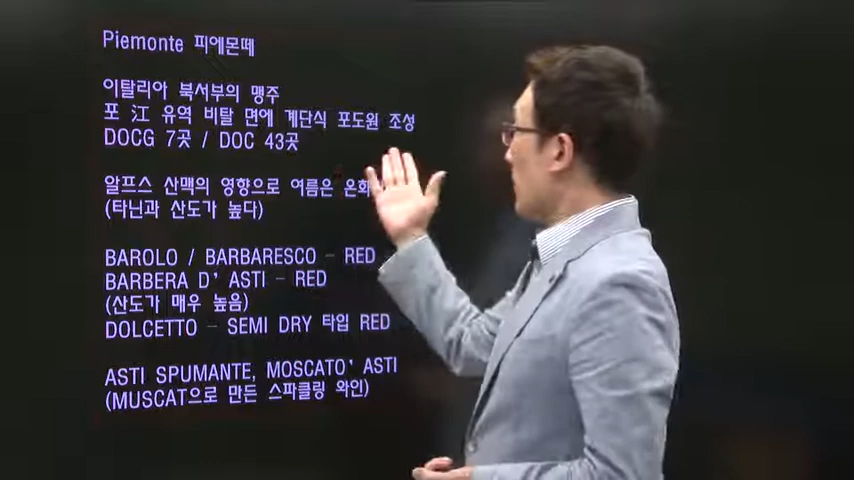 Piemonte 피에몬떼
이탈리아 북서부의 맹주
포 江 유역 비탈 면에 계단식 포도원 조성
DOCG 7곳 / DOC 43곳
알프스 산맥의 영향으로 여름은 온화
(타닌과 산도가 높다)
BAROLO / BARBARESCO - RED
BARBERA D' ASTI - RED
(산도가 매우 높음)
DOLCETTO - SEMI DRY 타입 RED
ASTI SPUMANTE, MOSCATO' ASTI
(MUSCAT으로 만든 스파클링 와인)